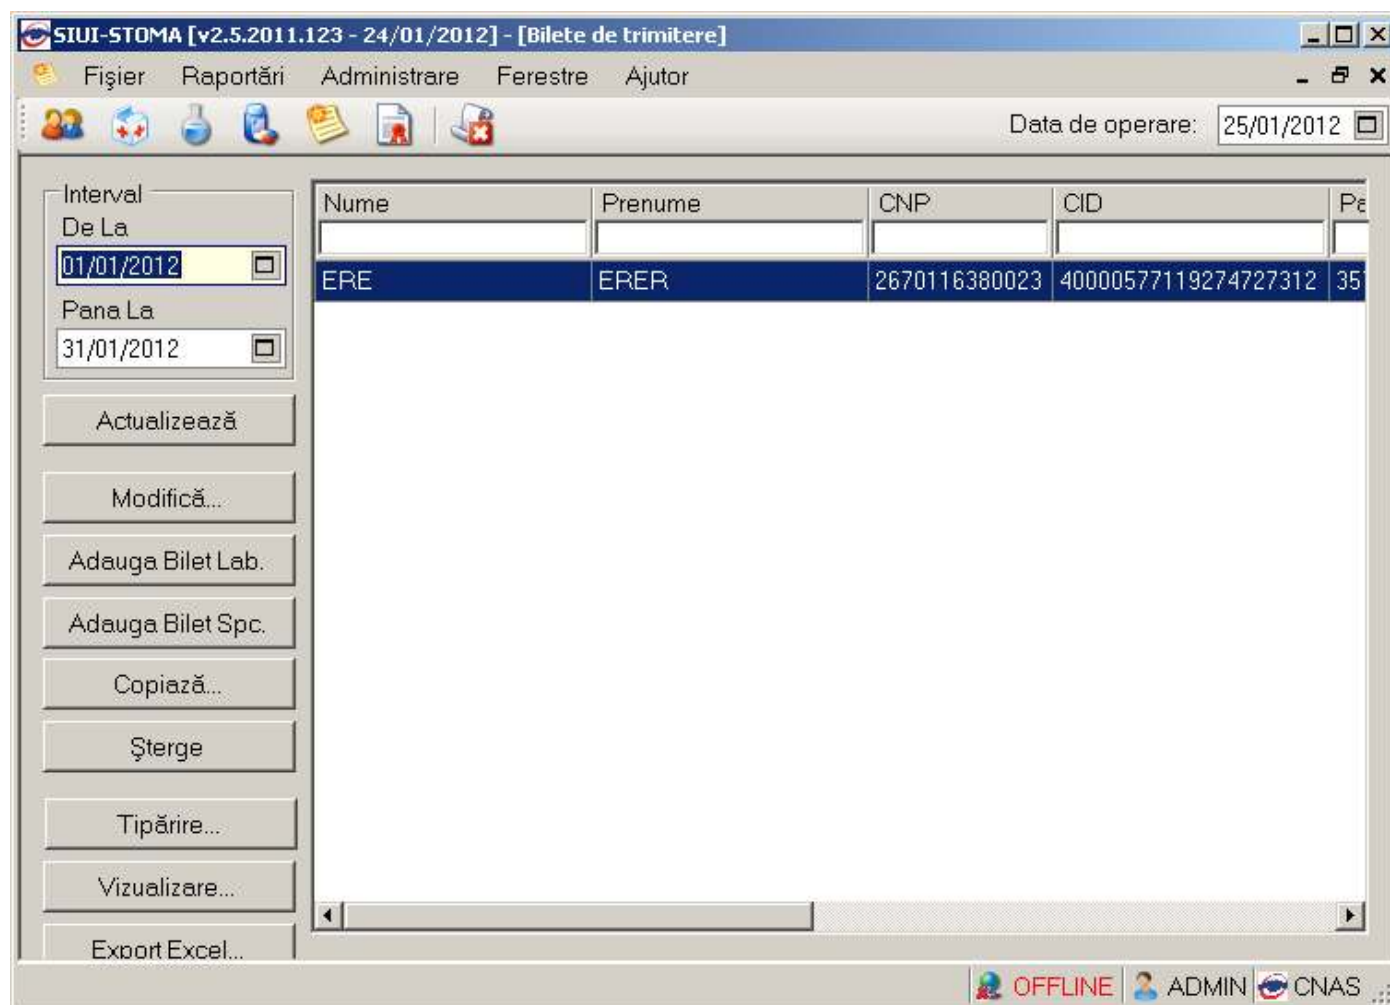 SIUI-STOMA [v2.5.2011.123 - 24/01/2012] - [Bilete de trimitere]
Fişier Raportări Administrare Ferestre Ajutor
Data de operare: 25/01/2012
Interval
De La
01/01/2012
Pana La
31/01/2012
Actualizează
Modifică...
Adauga Bilet Lab.
Adauga Bilet Spc.
Copiază...
Şterge
Tipărire...
Vizualizare...
Export Excel...
Nume Prenume CNP CID Pa
ERE ERER 2670116380023 40000577119274727312 35
OFFLINE ADMIN CNAS